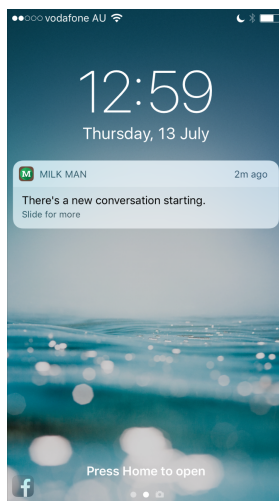 vodafone AU
12:59
Thursday, 13 July
M MILK MAN 2m ago
There's a new conversation starting.
Slide for more
Press Home to open
f